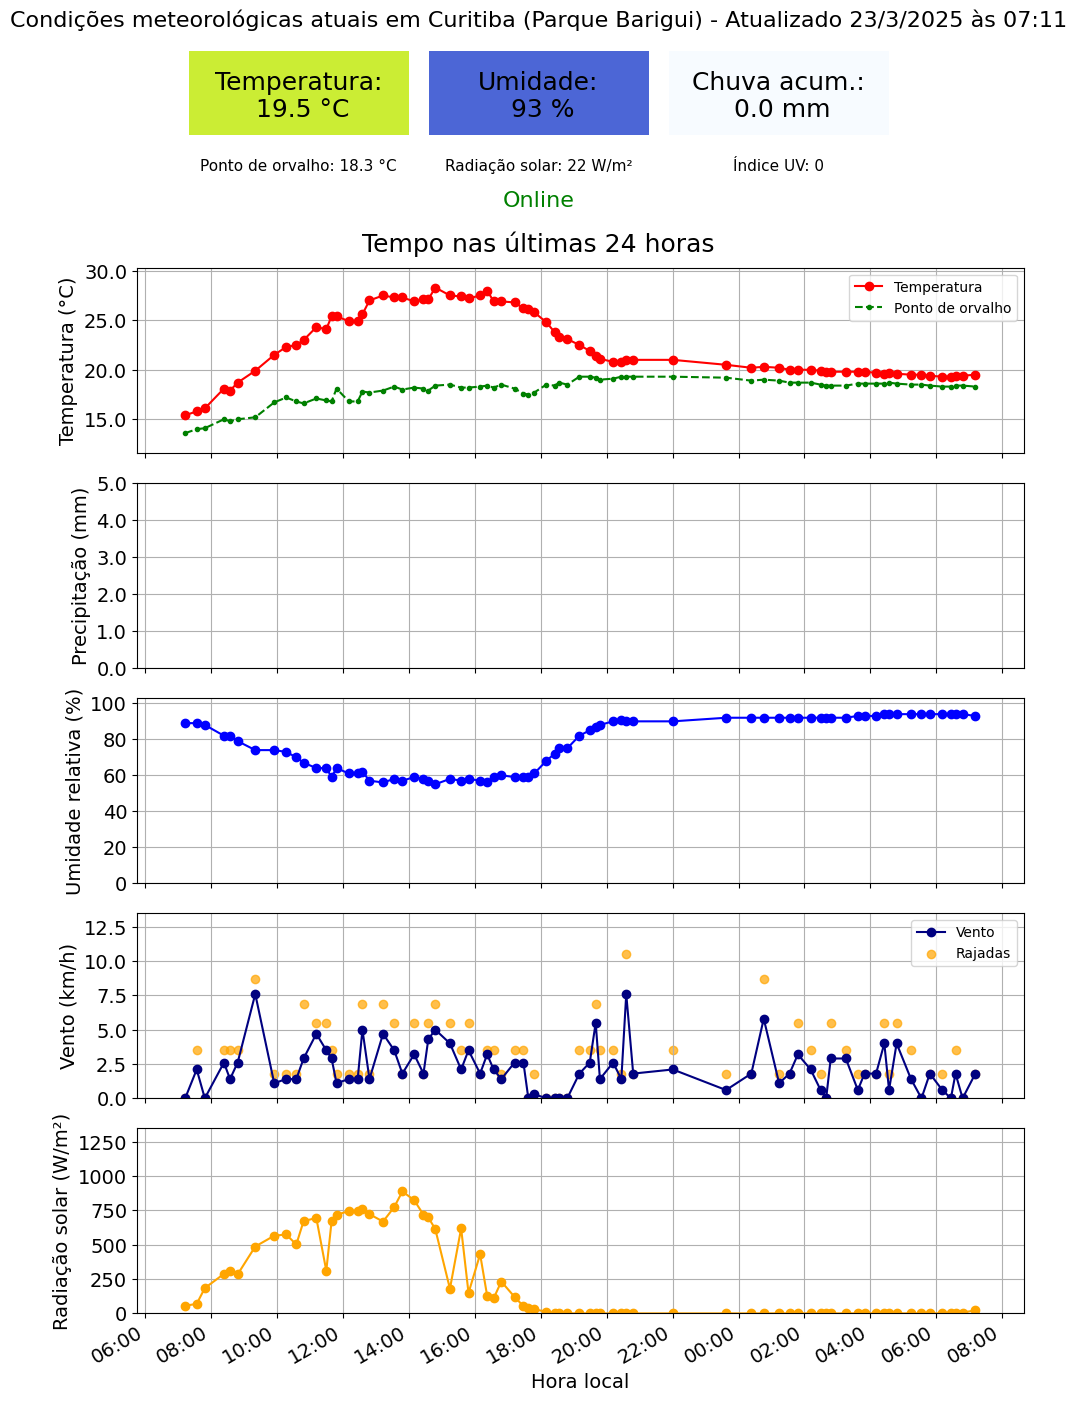 Condições meteorológicas atuais em Curitiba (Parque Barigui) - Atualizado 23/3/2025 às 07:11
Temperatura:
19.5 °C
Umidade:
93 %
Chuva acum.:
0.0 mm
Ponto de orvalho: 18.3 °C
Radiação solar: 22 W/m²
Índice UV: 0
Online
Tempo nas últimas 24 horas
Temperatura (°C)
30.0
25.0
20.0
15.0
Temperatura
Ponto de orvalho
Precipitação (mm)
5.0
4.0
3.0
2.0
1.0
0.0
Umidade relativa (%)
100
80
60
40
20
0
Vento (km/h)
12.5
10.0
7.5
5.0
2.5
0.0
Vento
Rajadas
Radiação solar (W/m²)
1250
1000
750
500
250
0
06:00
08:00
10:00
12:00
14:00
16:00
18:00
20:00
22:00
00:00
02:00
04:00
06:00
08:00
Hora local